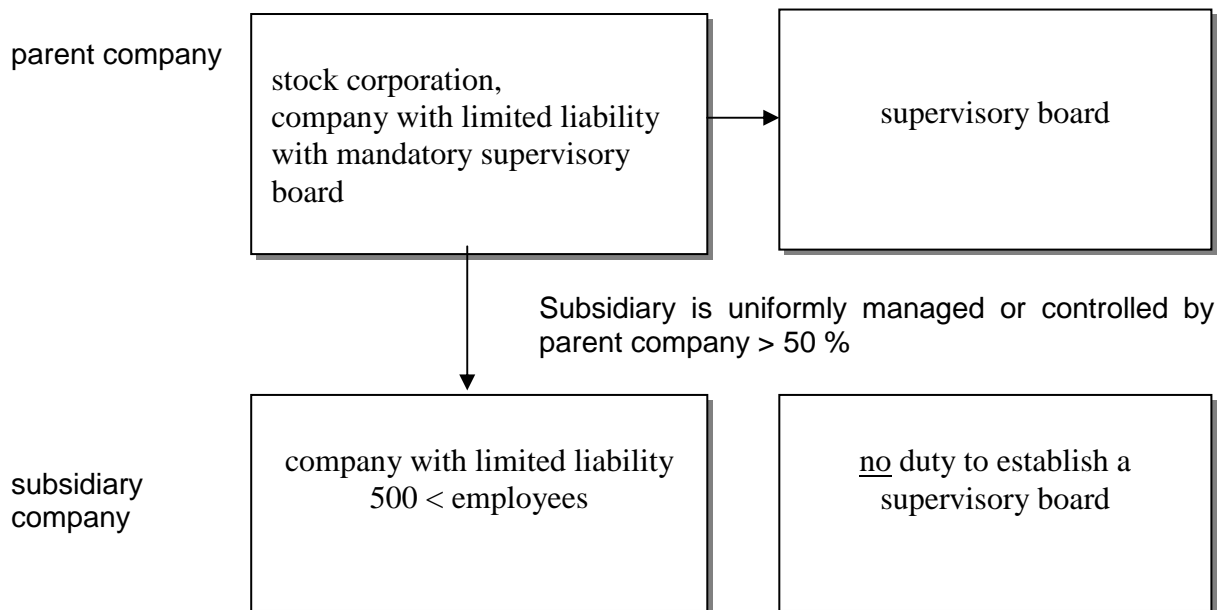 parent company
stock corporation,
company with limited liability
with mandatory supervisory
board
supervisory board
Subsidiary is uniformly managed or controlled by
parent company > 50 %
subsidiary
company
company with limited liability
500 < employees
no duty to establish a
supervisory board